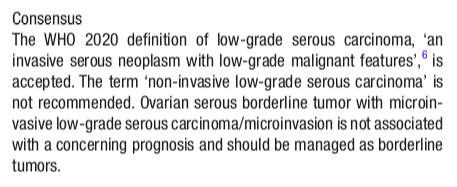 Consensus
The WHO 2020 definition of low-grade serous carcinoma, ‘an
invasive serous neoplasm with low-grade malignant features’,6 is
accepted. The term ‘non-invasive low-grade serous carcinoma’ is
not recommended. Ovarian serous borderline tumor with microin-
vasive low-grade serous carcinoma/microinvasion is not associated
with a concerning prognosis and should be managed as borderline
tumors.